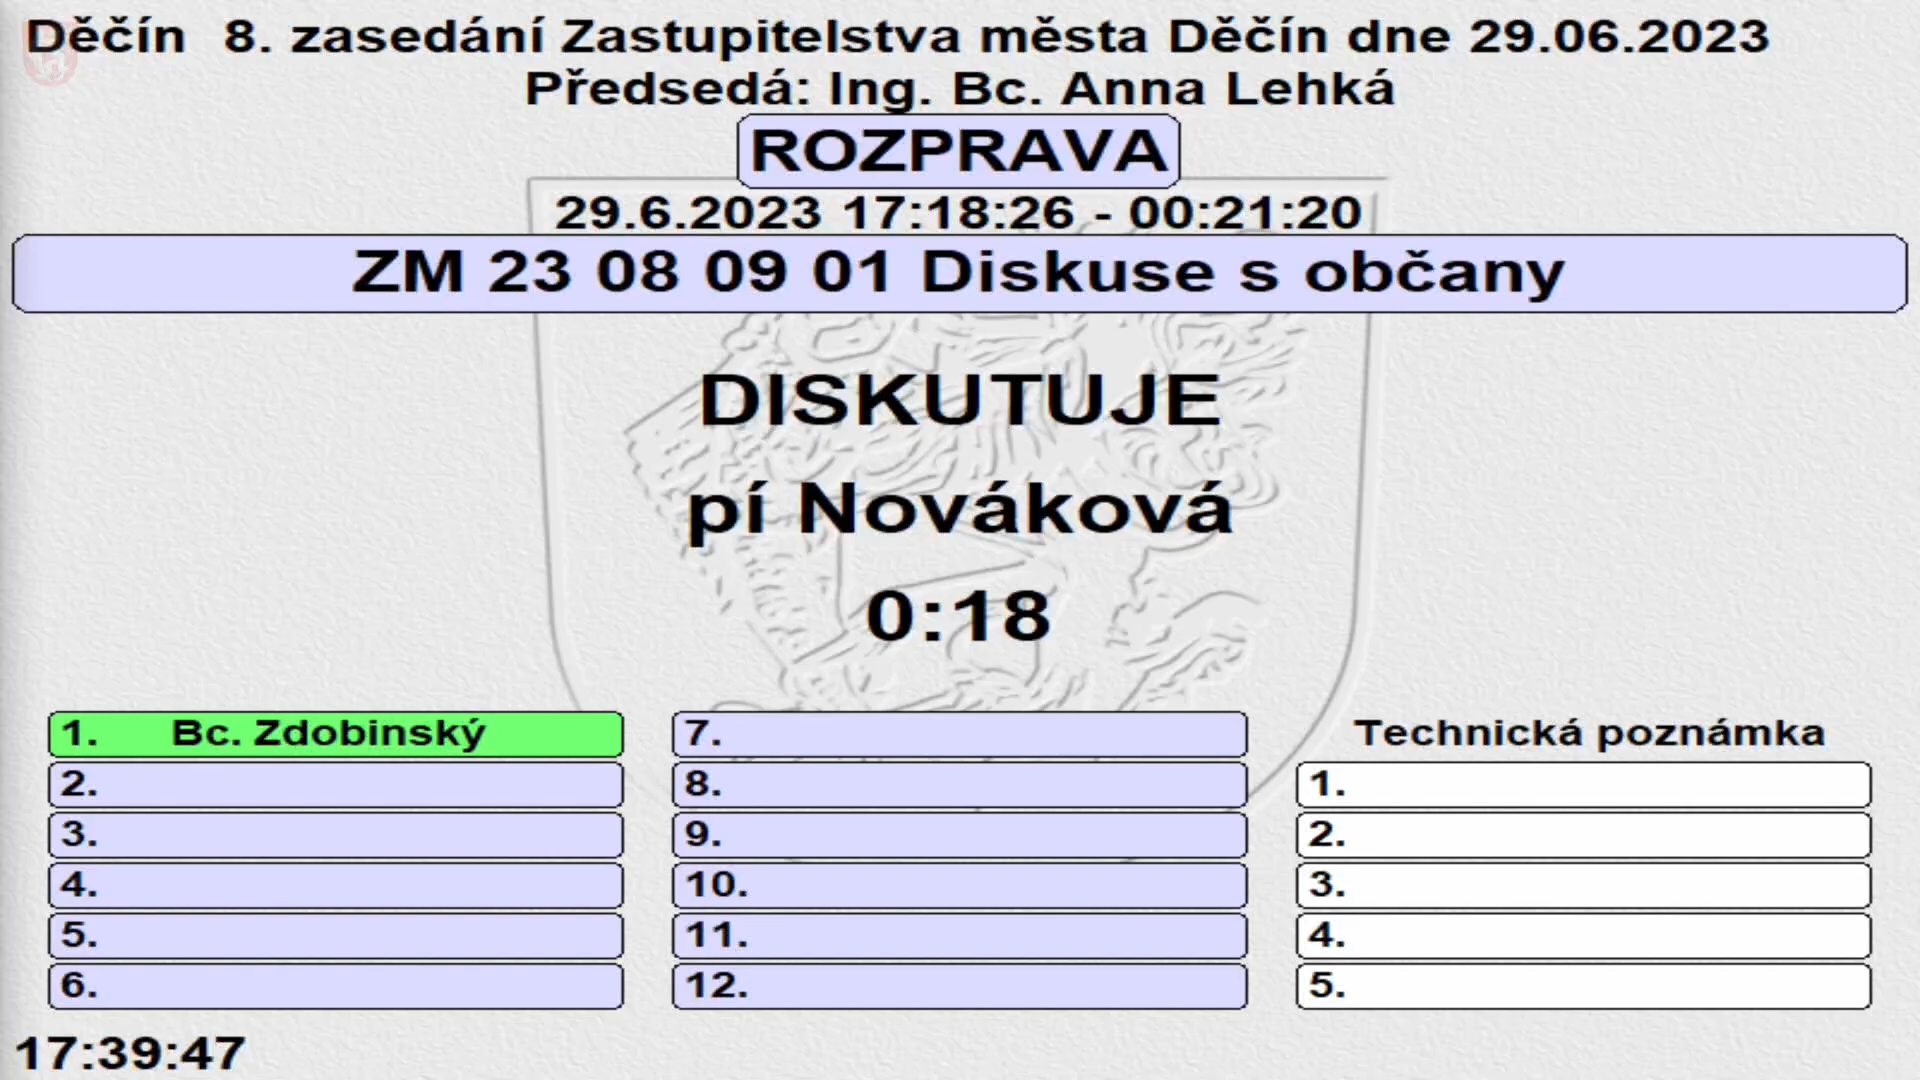 Děčín 8. zasedání Zastupitelstva města Děčín dne 29.06.2023
Předsedá: Ing. Bc. Anna Lehká
ROZPRAVA
29.6.2023 17:18:26 - 00:21:20
ZM 23 08 09 01 Diskuse s občany
DISKUTUJE
pí Nováková
0:18
1. Bc. Zdobinský
2.
3.
4.
5.
6.
7.
8.
9.
10.
11.
12.
Technická poznámka
1.
2.
3.
4.
5.
17:39:47